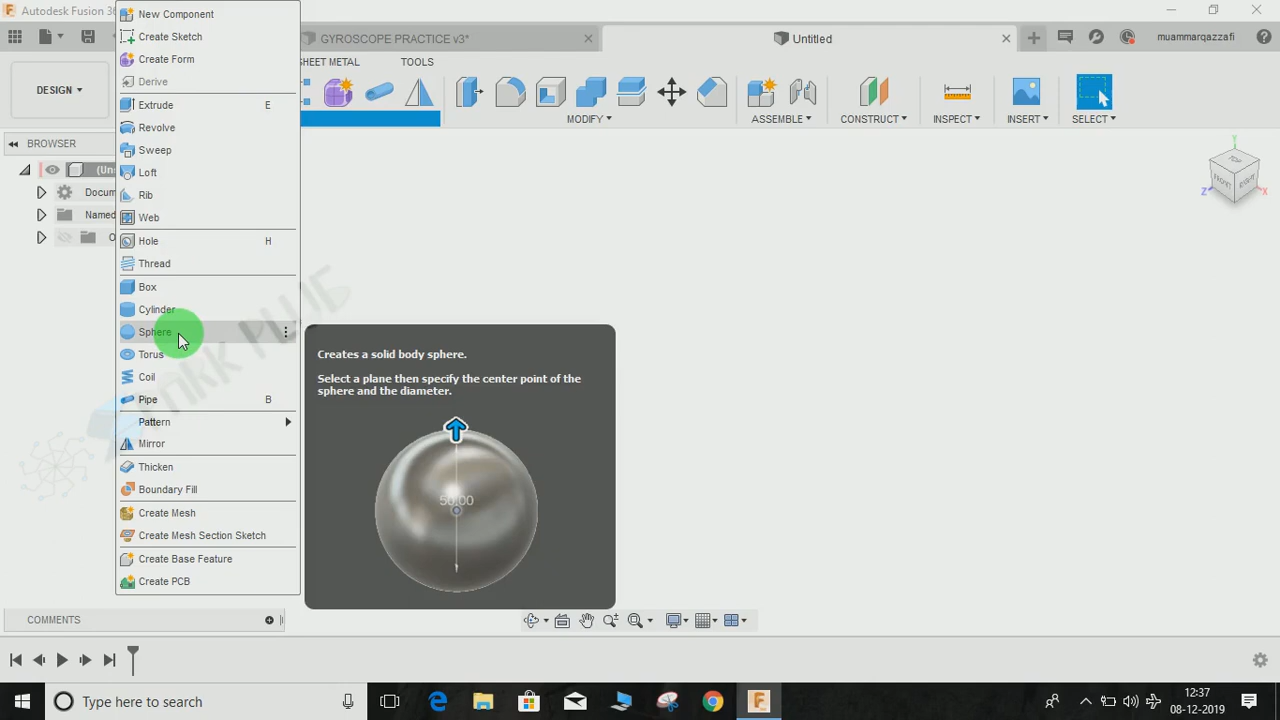 Autodesk Fusion 36
New Component
Create Sketch
Create Form
Derive
Extrude E
Revolve
Sweep
Loft
Rib
Web
Hole H
Thread
Box
Cylinder
Sphere
Torus
Coil
Pipe B
Pattern
Mirror
Thicken
Boundary Fill
Create Mesh
Create Mesh Section Sketch
Create Base Feature
Create PCB
GYROSCOPE PRACTICE v3*
Untitled
muammarqazzafi
SHEET METAL TOOLS
DESIGN
MODIFY
ASSEMBLE
CONSTRUCT
INSPECT
INSERT
SELECT
BROWSER
(Un
Docum
Named
O
Y
TOP
FRONT
RIGHT
Z
X
Creates a solid body sphere.
Select a plane then specify the center point of the
sphere and the diameter.
50.00
COMMENTS
Type here to search
12:37
08-12-2019